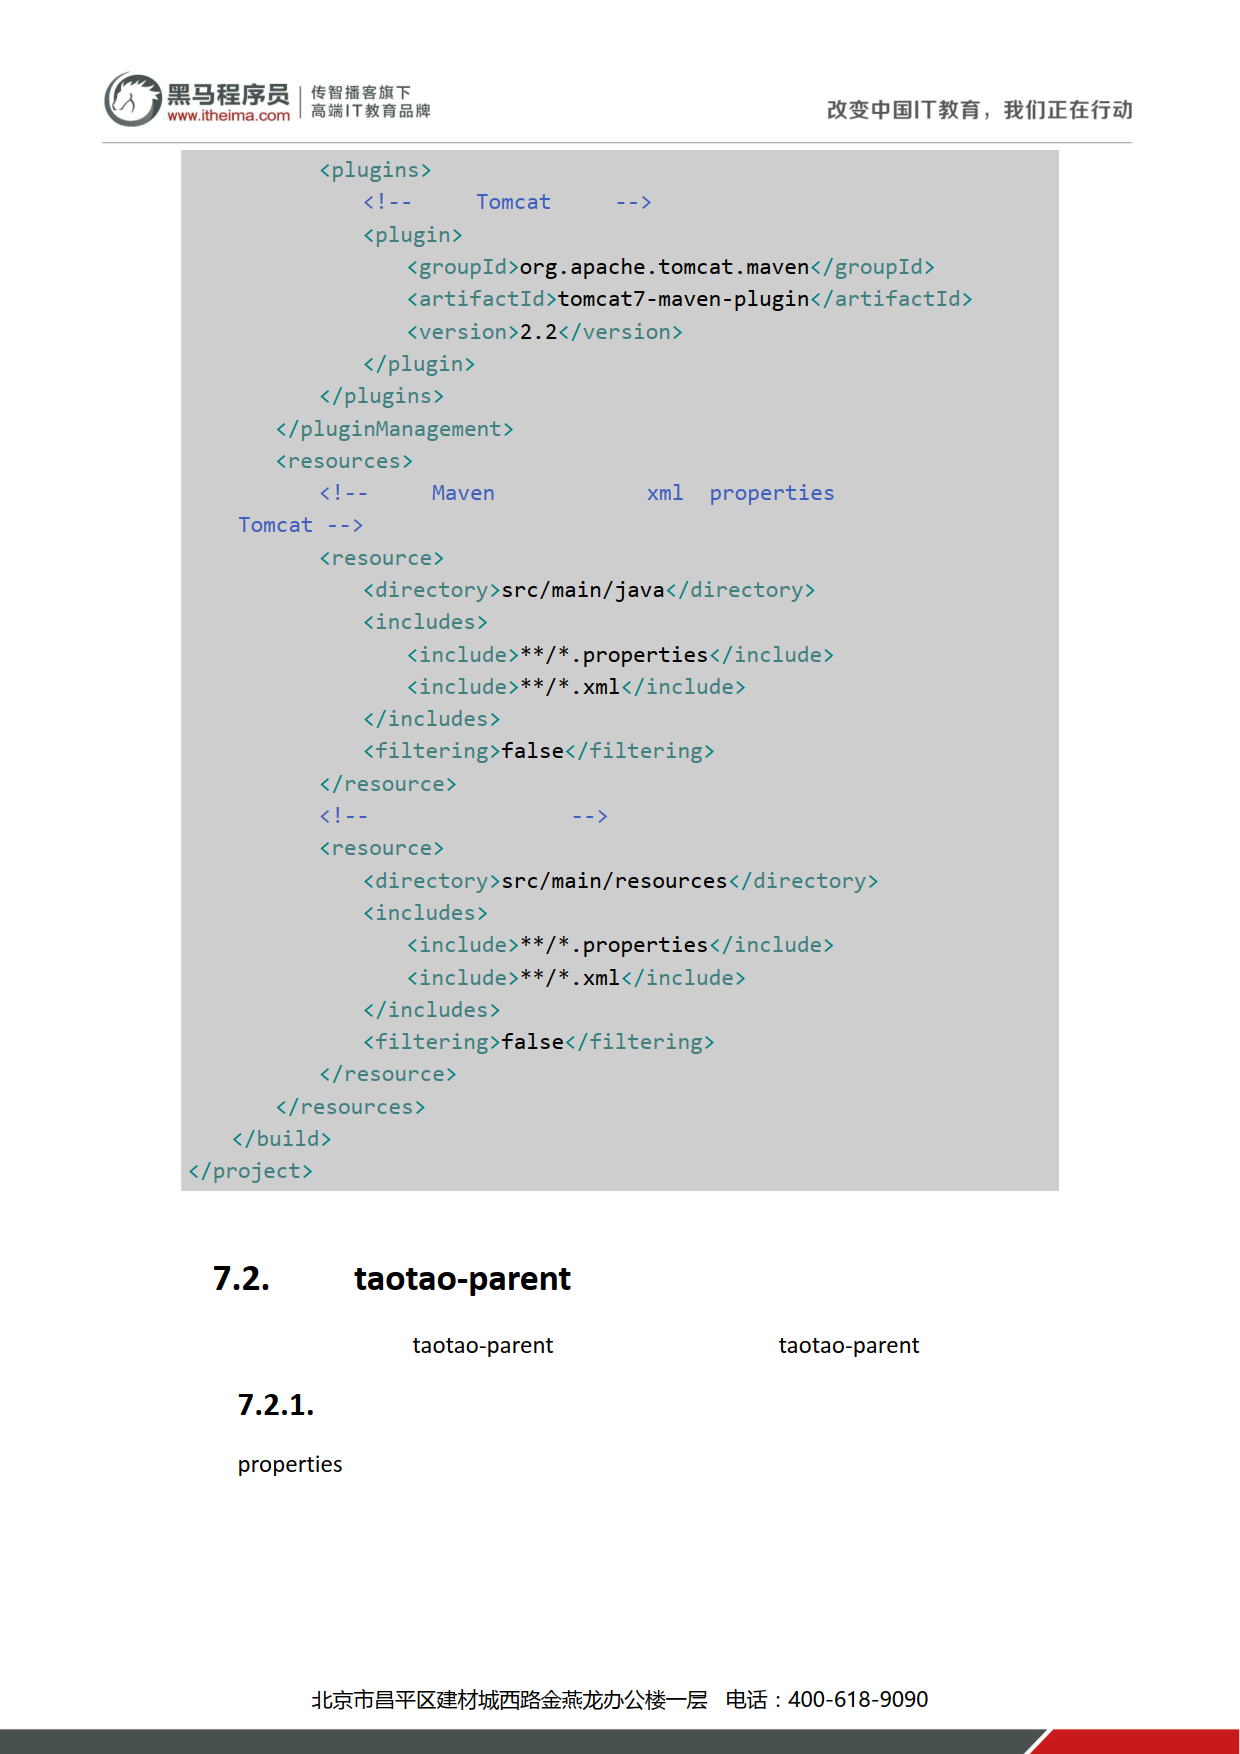 黑马程序员
www.itheima.com
传智播客旗下
高端IT教育品牌
改变中国IT教育，我们正在行动
<plugins>
<!-- Tomcat -->
<plugin>
<groupId>org.apache.tomcat.maven</groupId>
<artifactId>tomcat7-maven-plugin</artifactId>
<version>2.2</version>
</plugin>
</plugins>
</pluginManagement>
<resources>
<!-- Maven xml properties
Tomcat -->
<resource>
<directory>src/main/java</directory>
<includes>
<include>**/*.properties</include>
<include>**/*.xml</include>
</includes>
<filtering>false</filtering>
</resource>
<!-- -->
<resource>
<directory>src/main/resources</directory>
<includes>
<include>**/*.properties</include>
<include>**/*.xml</include>
</includes>
<filtering>false</filtering>
</resource>
</resources>
</build>
</project>
7.2. taotao-parent
taotao-parent taotao-parent
7.2.1.
properties
北京市昌平区建材城西路金燕龙办公楼一层 电话：400-618-9090